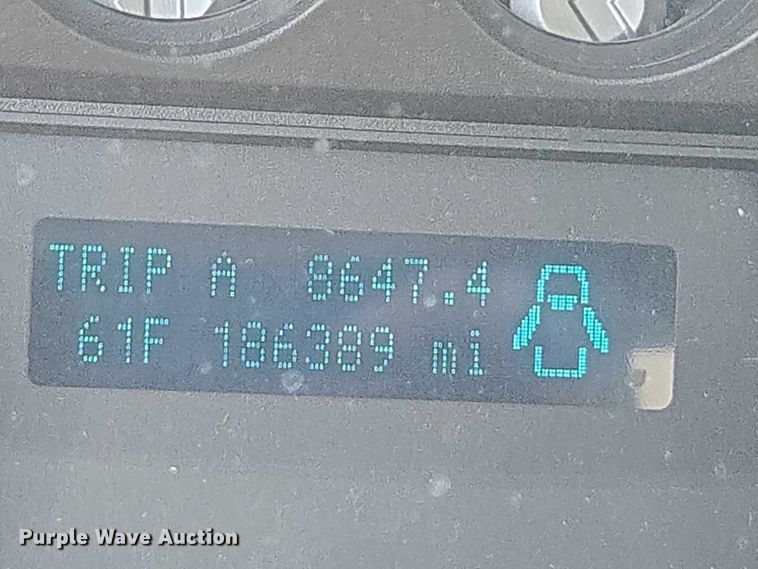 TRIP A 8647.4
61F 186389 mi
Purple Wave Auction